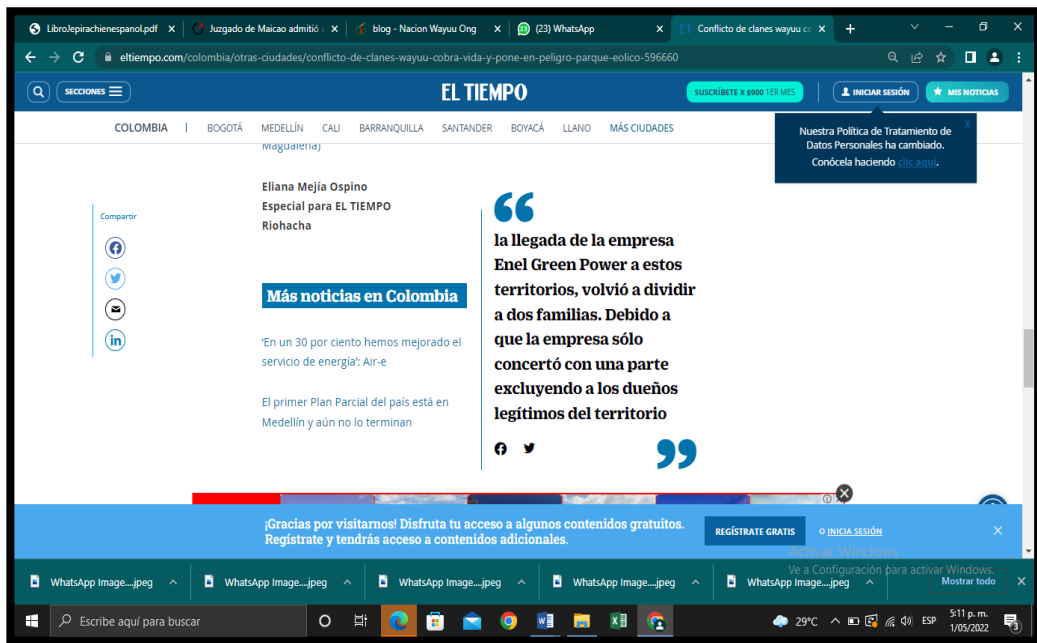 LibroJepirachienespanol.pdf
Juzgado de Maicao admitió
blog - Nacion Wayuu Ong
(23) WhatsApp
Conflicto de clanes wayuu co
eltiempo.com/colombia/otras-ciudades/conflicto-de-clanes-wayuu-cobra-vida-y-pone-en-peligro-parque-eolico-596660
SECCIONES
EL TIEMPO
SUSCRÍBETE X $900 1ER MES
INICIAR SESIÓN
MIS NOTICIAS
COLOMBIA | BOGOTÁ MEDELLÍN CALI BARRANQUILLA SANTANDER BOYACÁ LLANO MÁS CIUDADES
Nuestra Política de Tratamiento de
Datos Personales ha cambiado.
Conócela haciendo clic aquí.
X
Magdalena)
Eliana Mejía Ospino
Especial para EL TIEMPO
Riohacha
Compartir
Más noticias en Colombia
'En un 30 por ciento hemos mejorado el
servicio de energía': Air-e
El primer Plan Parcial del país está en
Medellín y aún no lo terminan
“
la llegada de la empresa
Enel Green Power a estos
territorios, volvió a dividir
a dos familias. Debido a
que la empresa sólo
concertó con una parte
excluyendo a los dueños
legítimos del territorio
”
¡Gracias por visitarnos! Disfruta tu acceso a algunos contenidos gratuitos.
Regístrate y tendrás acceso a contenidos adicionales.
REGÍSTRATE GRATIS
O INICIA SESIÓN
Activar Windows
Ve a Configuración para activar Windows.
WhatsApp Image....jpeg
WhatsApp Image....jpeg
WhatsApp Image....jpeg
WhatsApp Image....jpeg
WhatsApp Image....jpeg
Mostrar todo
Escribe aquí para buscar
29°C
ESP
5:11 p. m.
1/05/2022
3